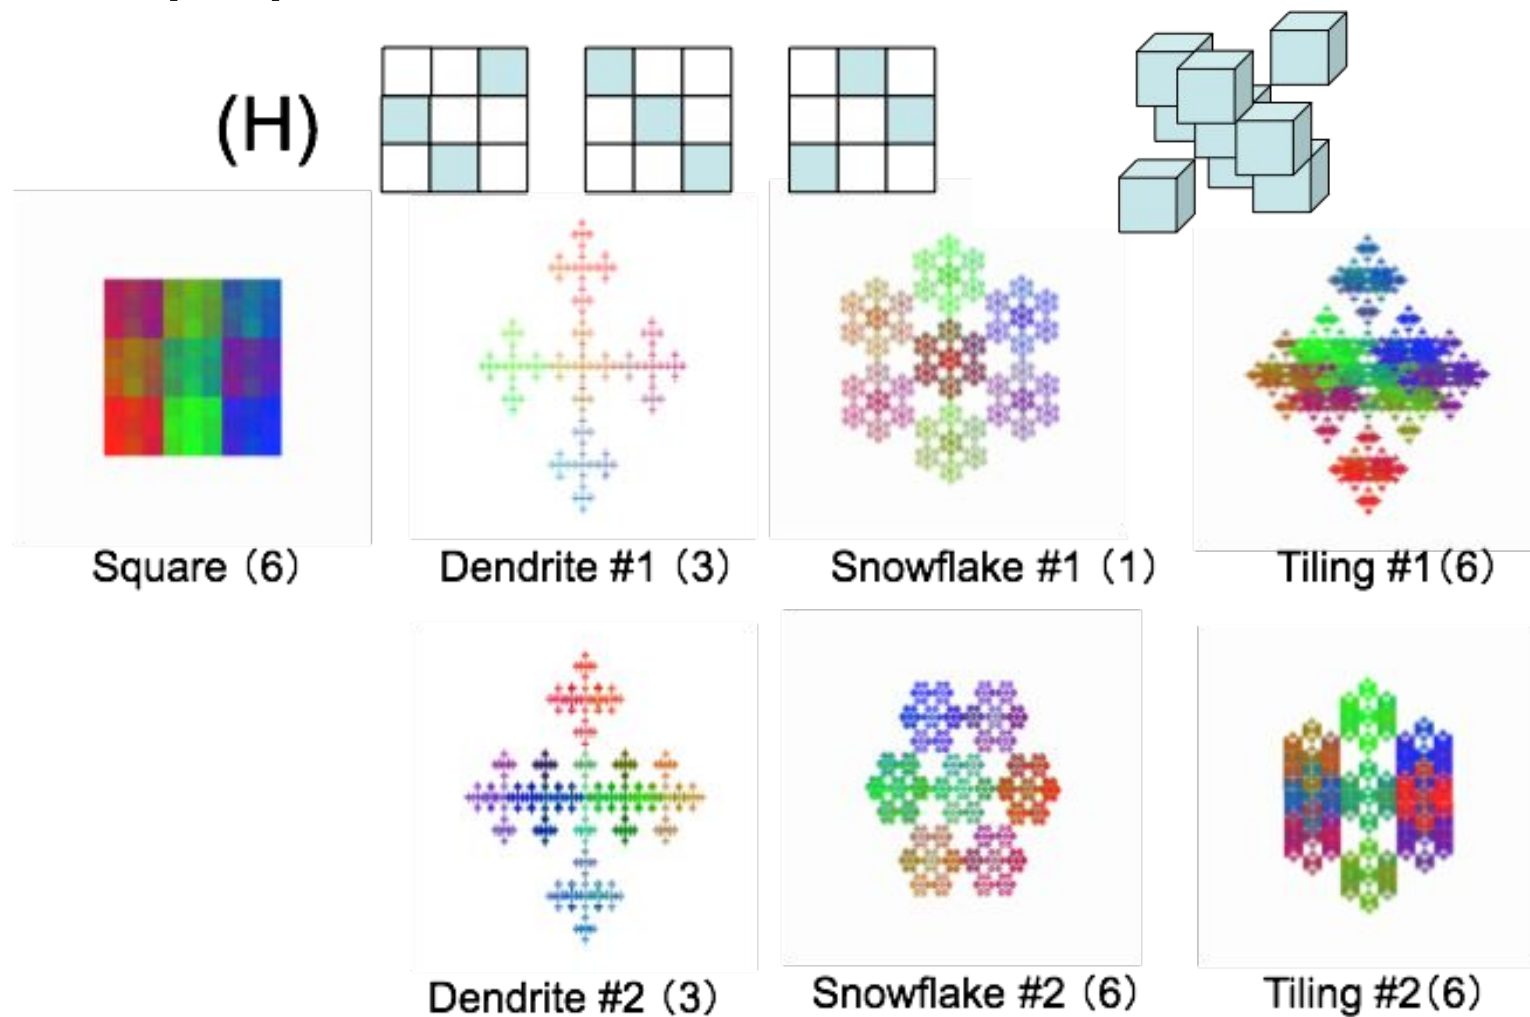 (H)
Square (6)
Dendrite #1 (3)
Snowflake #1 (1)
Tiling #1(6)
Dendrite #2 (3)
Snowflake #2 (6)
Tiling #2(6)